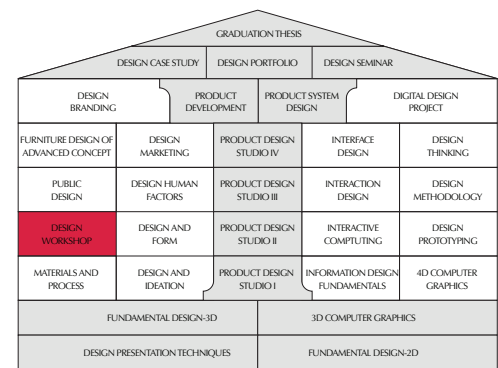 GRADUATION THESIS
DESIGN CASE STUDY
DESIGN PORTFOLIO
DESIGN SEMINAR
DESIGN
BRANDING
PRODUCT
DEVELOPMENT
PRODUCT SYSTEM
DESIGN
DIGITAL DESIGN
PROJECT
FURNITURE DESIGN OF
ADVANCED CONCEPT
DESIGN
MARKETING
PRODUCT DESIGN
STUDIO IV
INTERFACE
DESIGN
DESIGN
THINKING
PUBLIC
DESIGN
DESIGN HUMAN
FACTORS
PRODUCT DESIGN
STUDIO III
INTERACTION
DESIGN
DESIGN
METHODOLOGY
DESIGN
WORKSHOP
DESIGN AND
FORM
PRODUCT DESIGN
STUDIO II
INTERACTIVE
COMPTUTING
DESIGN
PROTOTYPING
MATERIALS AND
PROCESS
DESIGN AND
IDEATION
PRODUCT DESIGN
STUDIO I
INFORMATION DESIGN
FUNDAMENTALS
4D COMPUTER
GRAPHICS
FUNDAMENTAL DESIGN-3D
3D COMPUTER GRAPHICS
DESIGN PRESENTATION TECHNIQUES
FUNDAMENTAL DESIGN-2D